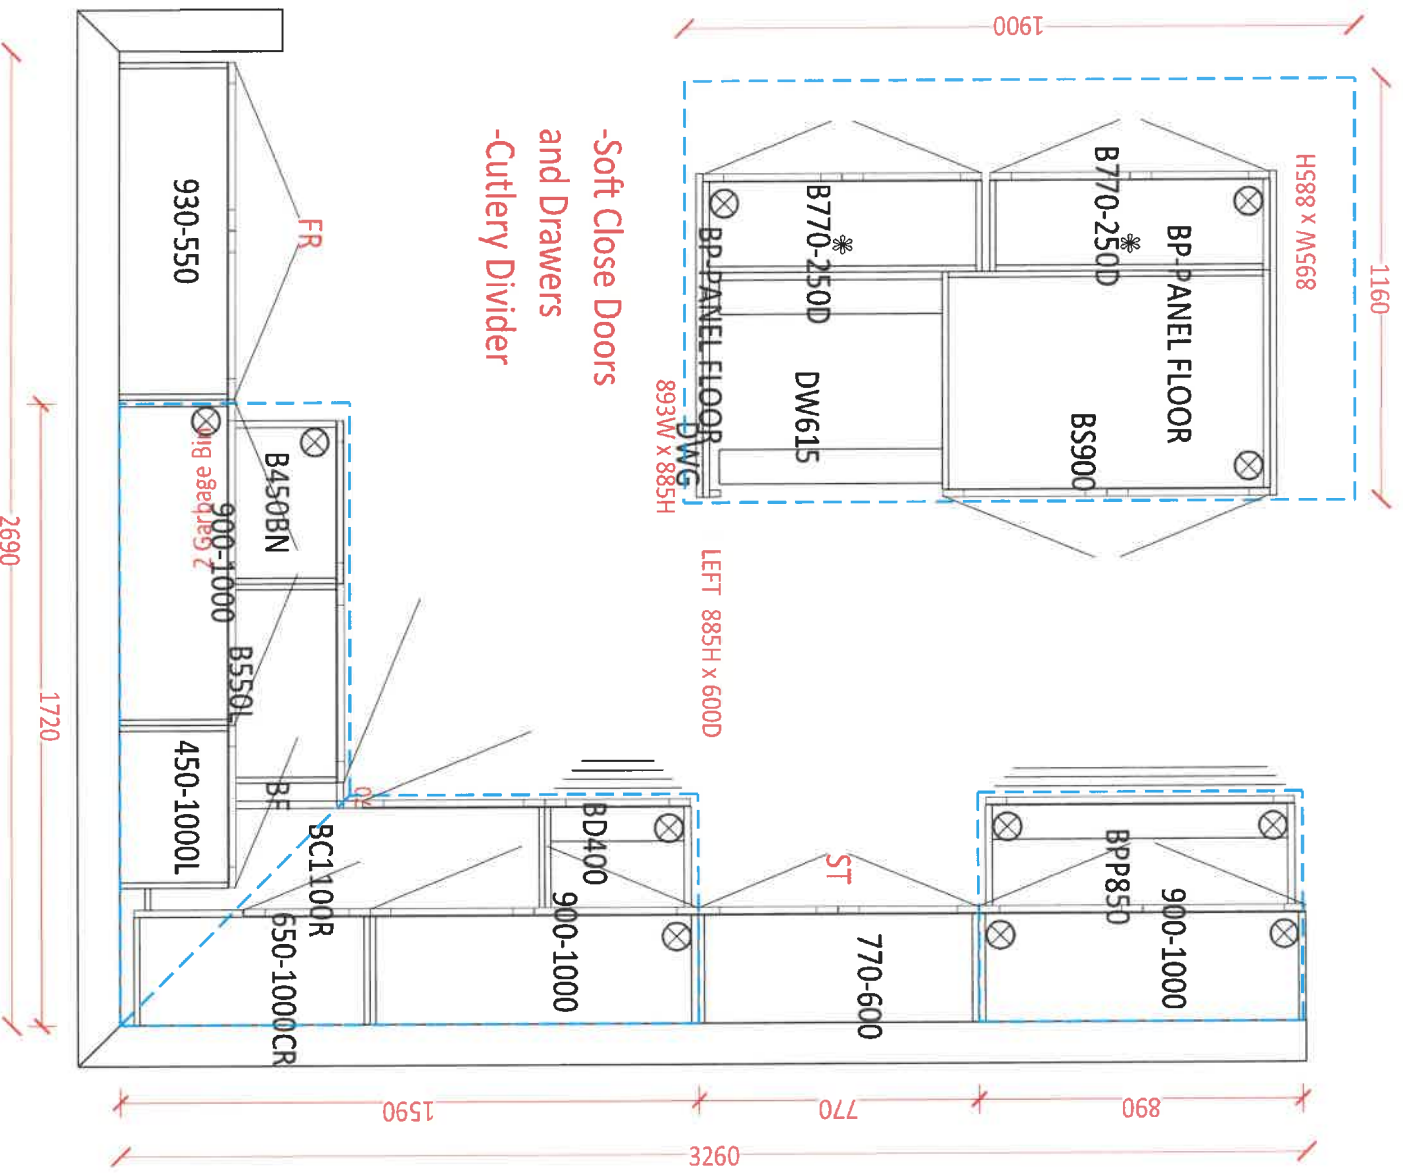 1900
1160
898W x 885H
B770-250D
BP-PANEL FLOOR
B770-250D
BP-PANEL FLOOR
DW615
BS900
DWG
893W x 885H
-Soft Close Doors
and Drawers
-Cutlery Divider
LEFT 885H x 600D
930-550
FR
B450BN
2 Garbage Bin
900-1000
B550L
450-1000L
BF
70
BC1100R
650-1000CR
BD400
900-1000
ST
770-600
BPP850
900-1000
2690
1720
1590
770
890
3260